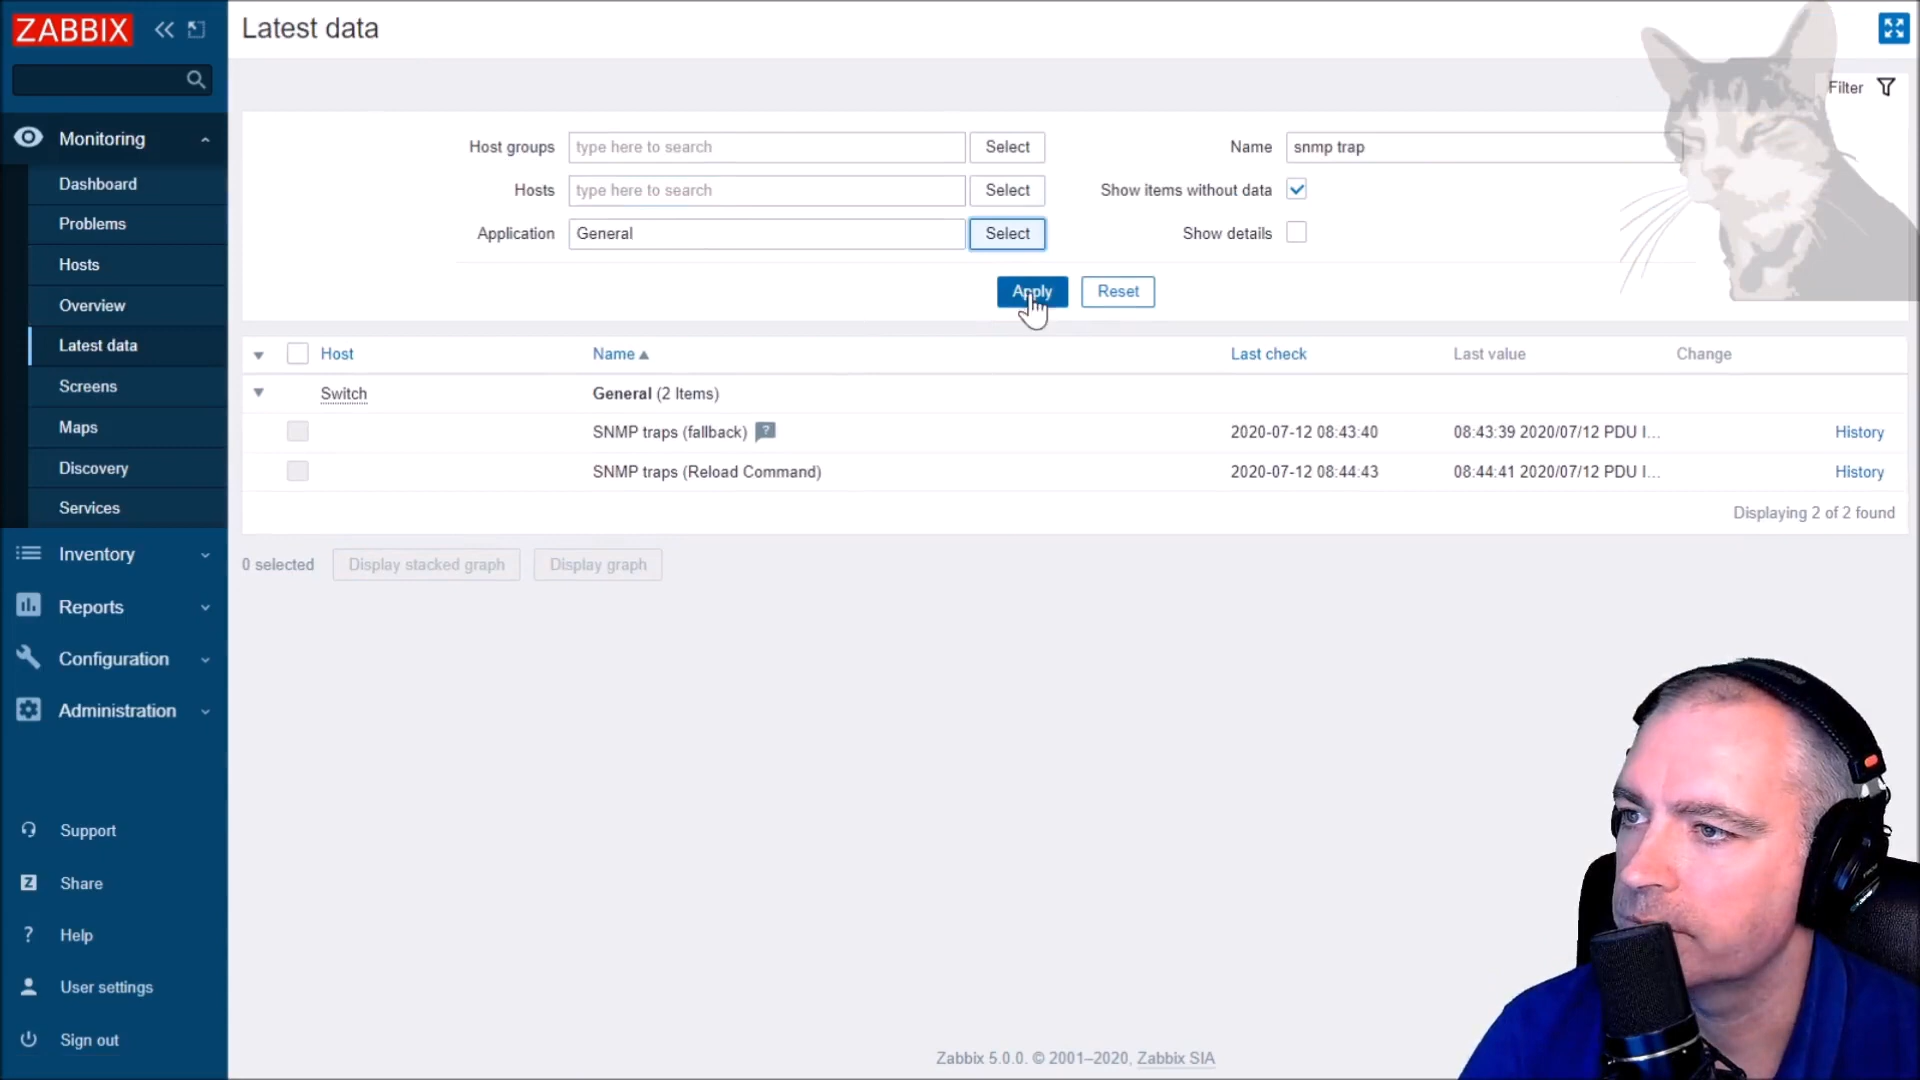 ZABBIX
Latest data
Filter
Monitoring
Dashboard
Problems
Hosts
Overview
Latest data
Screens
Maps
Discovery
Services
Inventory
Reports
Configuration
Administration
Support
Share
Help
User settings
Sign out
Host groups type here to search Select
Hosts type here to search Select
Application General Select
Name snmp trap
Show items without data
Show details
Apply Reset
Host Name Last check Last value Change
Switch General (2 Items)
SNMP traps (fallback) ? 2020-07-12 08:43:40 08:43:39 2020/07/12 PDU I... History
SNMP traps (Reload Command) 2020-07-12 08:44:43 08:44:41 2020/07/12 PDU I... History
Displaying 2 of 2 found
0 selected Display stacked graph Display graph
Zabbix 5.0.0. © 2001–2020, Zabbix SIA